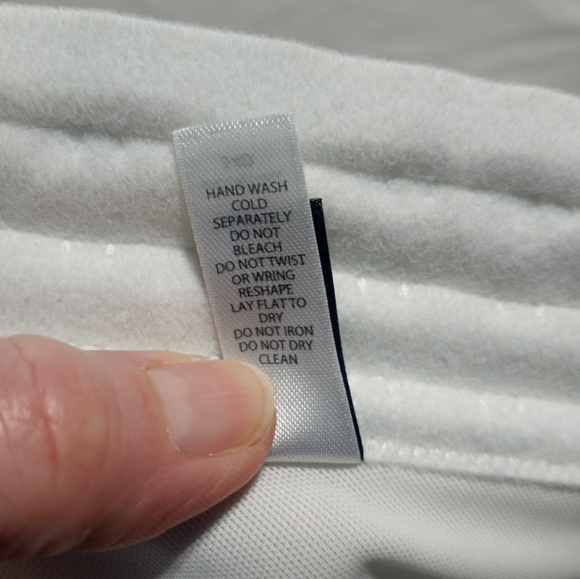 HAND WASH
COLD
SEPARATELY
DO NOT
BLEACH
DO NOT TWIST
OR WRING
RESHAPE
LAY FLAT TO
DRY
DO NOT IRON
DO NOT DRY
CLEAN